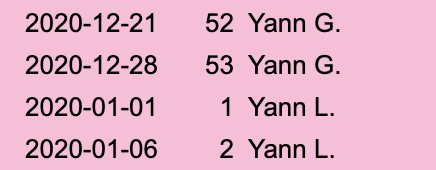 2020-12-21 52 Yann G.
2020-12-28 53 Yann G.
2020-01-01 1 Yann L.
2020-01-06 2 Yann L.